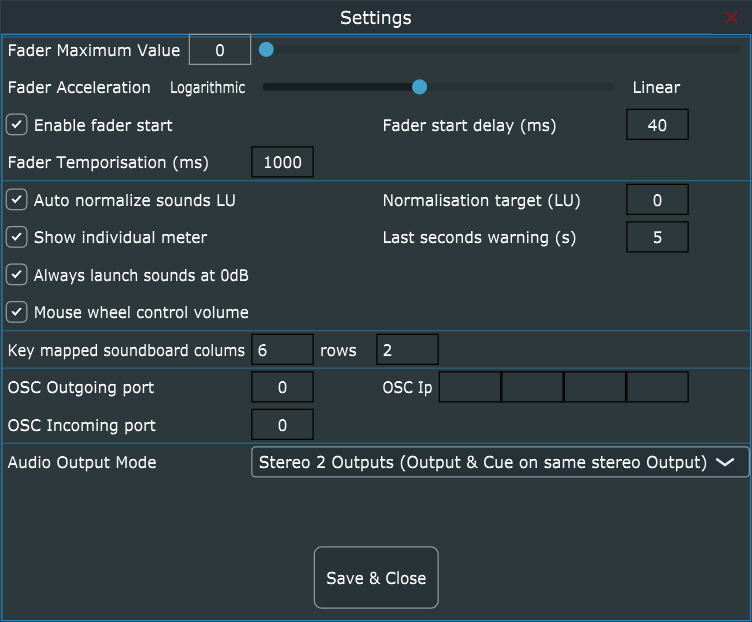 Settings
Fader Maximum Value 0
Fader Acceleration Logarithmic Linear
Enable fader start Fader start delay (ms) 40
Fader Temporisation (ms) 1000
Auto normalize sounds LU Normalisation target (LU) 0
Show individual meter Last seconds warning (s) 5
Always launch sounds at 0dB
Mouse wheel control volume
Key mapped soundboard colums 6 rows 2
OSC Outgoing port 0 OSC Ip
OSC Incoming port 0
Audio Output Mode Stereo 2 Outputs (Output & Cue on same stereo Output)
Save & Close